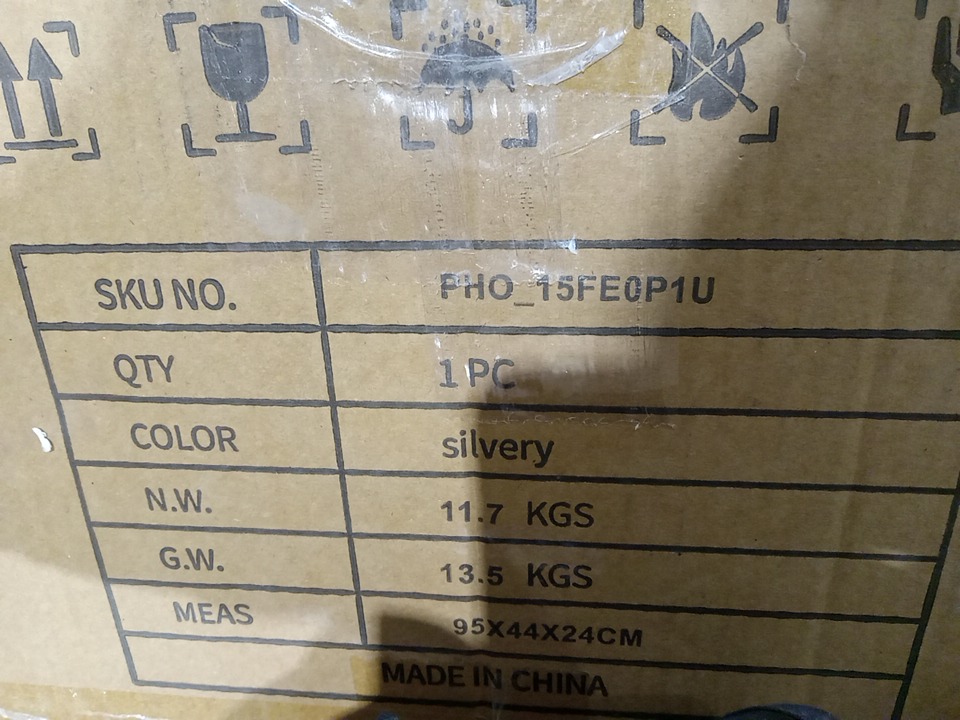 SKU NO. PHO_15FE0P1U
QTY 1 PC
COLOR silvery
N.W. 11.7 KGS
G.W. 13.5 KGS
MEAS 95X44X24CM
MADE IN CHINA